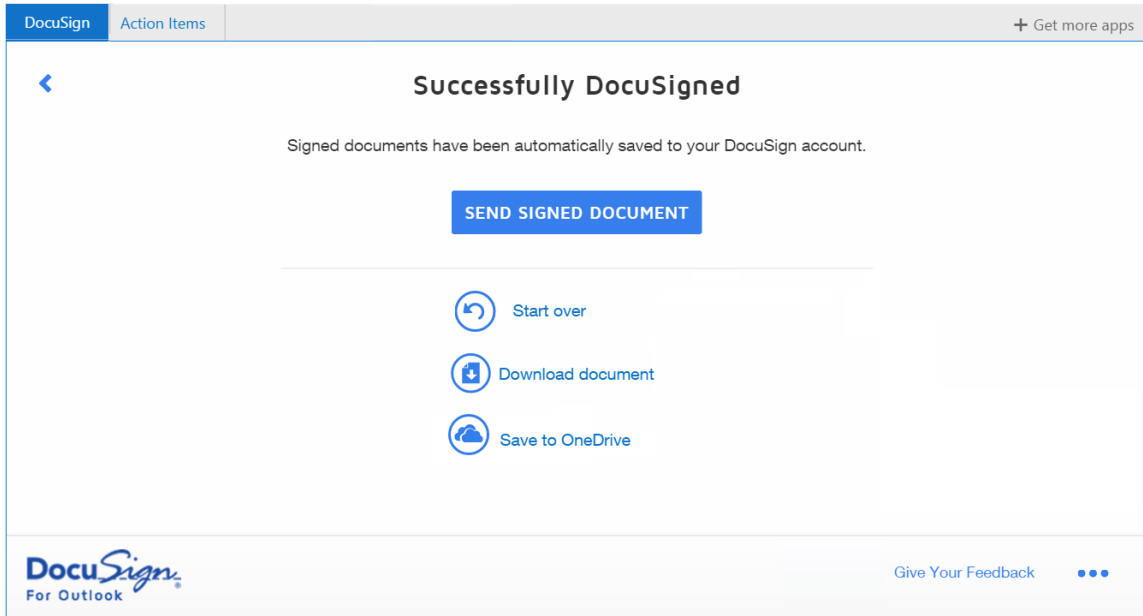 DocuSign
Action Items
+ Get more apps
Successfully DocuSigned
Signed documents have been automatically saved to your DocuSign account.
SEND SIGNED DOCUMENT
Start over
Download document
Save to OneDrive
DocuSign®
For Outlook
Give Your Feedback